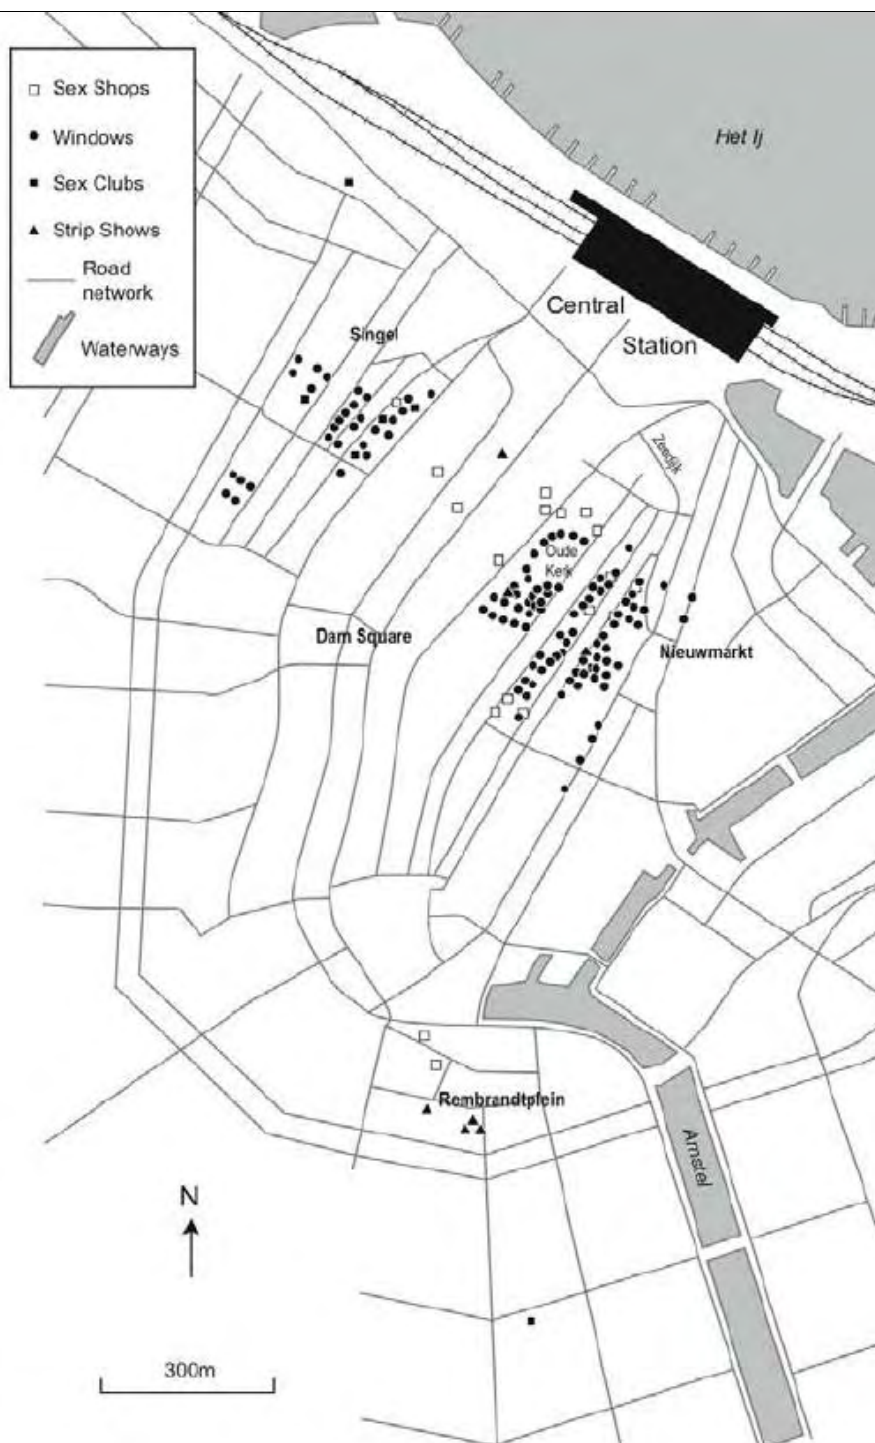 Sex Shops
Windows
Sex Clubs
Strip Shows
Road
network
Waterways
Het Ij
Central
Station
Singel
Zeedijk
Oude
Kerk
Dam Square
Nieuwmarkt
Rembrandtplein
Amstel
N
300m